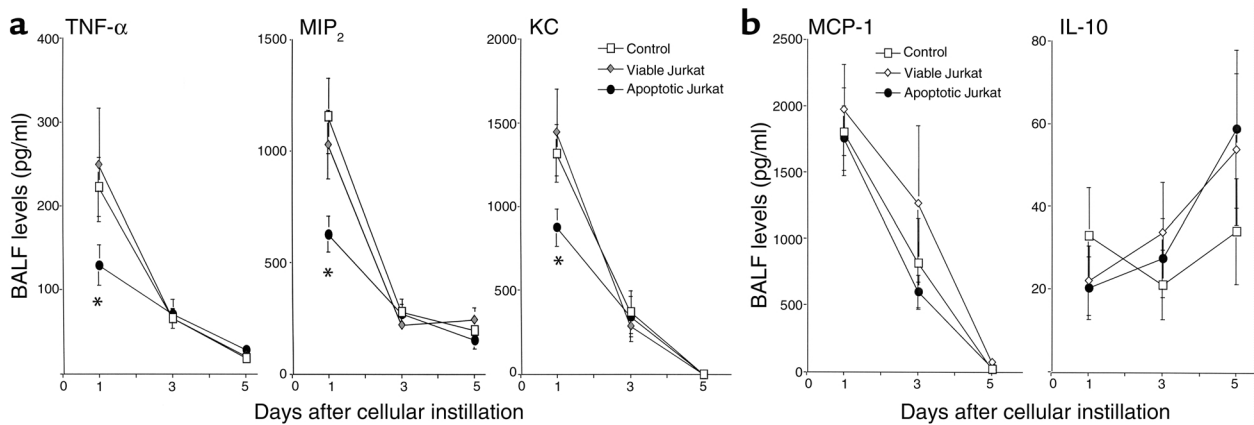 a
TNF-α
MIP2
KC
Control
Viable Jurkat
Apoptotic Jurkat
BALF levels (pg/ml)
400
300
200
100
*
0 1 3 5
1500
1000
500
0
*
0 1 3 5
2000
1500
1000
500
0
*
0 1 3 5
Days after cellular instillation
b
MCP-1
IL-10
Control
Viable Jurkat
Apoptotic Jurkat
BALF levels (pg/ml)
2500
2000
1500
1000
500
0
0 1 3 5
80
60
40
20
0 1 3 5
Days after cellular instillation